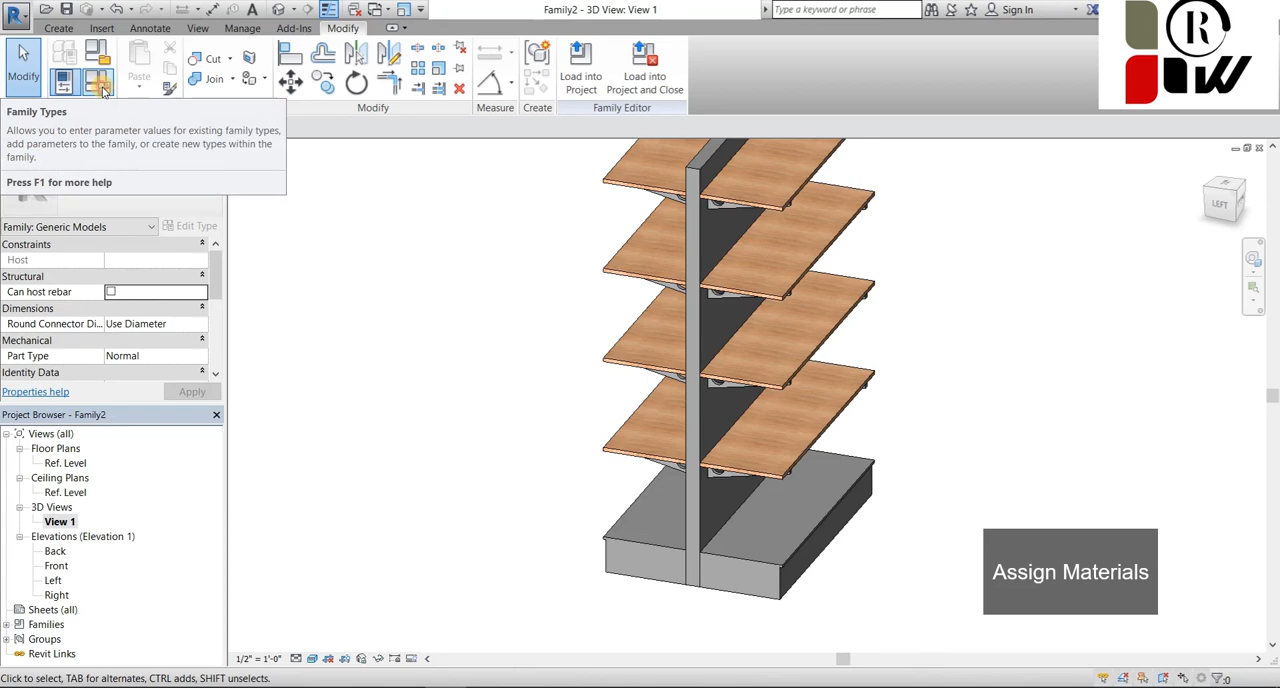 Family2 - 3D View: View 1
Type a keyword or phrase
Sign In
Create
Insert
Annotate
View
Manage
Add-Ins
Modify
Modify
Paste
Cut
Join
Load into
Project
Load into
Project and Close
Modify
Measure
Create
Family Editor
R
Family Types
Allows you to enter parameter values for existing family types,
add parameters to the family, or create new types within the
family.
Press F1 for more help
Family: Generic Models
Edit Type
Constraints
Host
Structural
Can host rebar
Dimensions
Round Connector Di...
Use Diameter
Mechanical
Part Type
Normal
Identity Data
Properties help
Apply
Project Browser - Family2
Views (all)
Floor Plans
Ref. Level
Ceiling Plans
Ref. Level
3D Views
View 1
Elevations (Elevation 1)
Back
Front
Left
Right
Sheets (all)
Families
Groups
Revit Links
LEFT
Assign Materials
1/2" = 1'-0"
Click to select, TAB for alternates, CTRL adds, SHIFT unselects.
:0